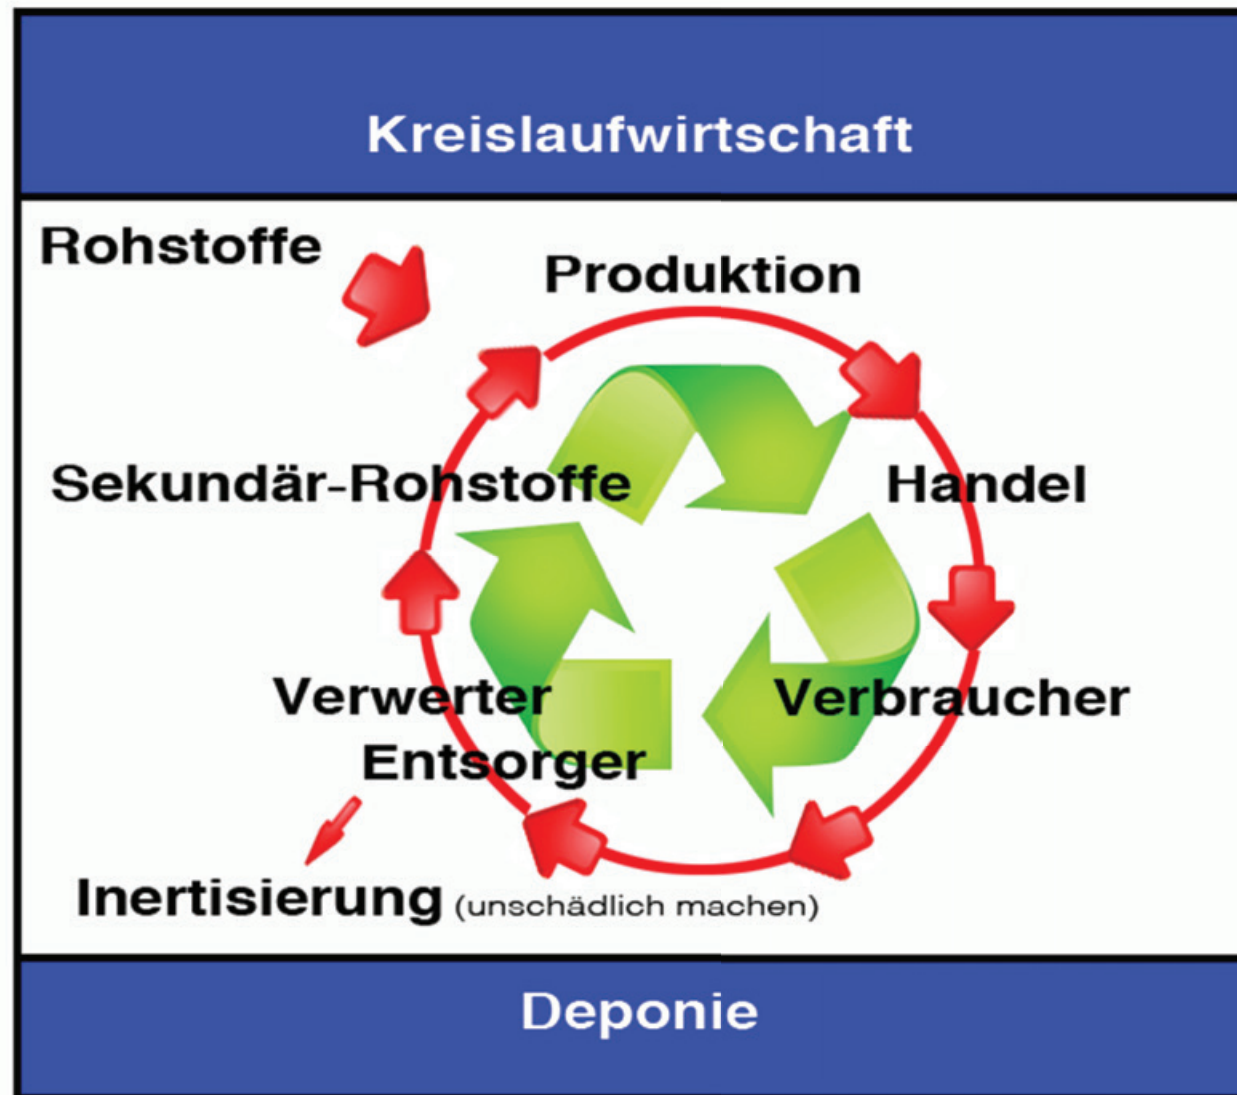 Kreislaufwirtschaft
Rohstoffe
Produktion
Sekundär-Rohstoffe
Handel
Verwerter
Verbraucher
Entsorger
Inertisierung (unschädlich machen)
Deponie